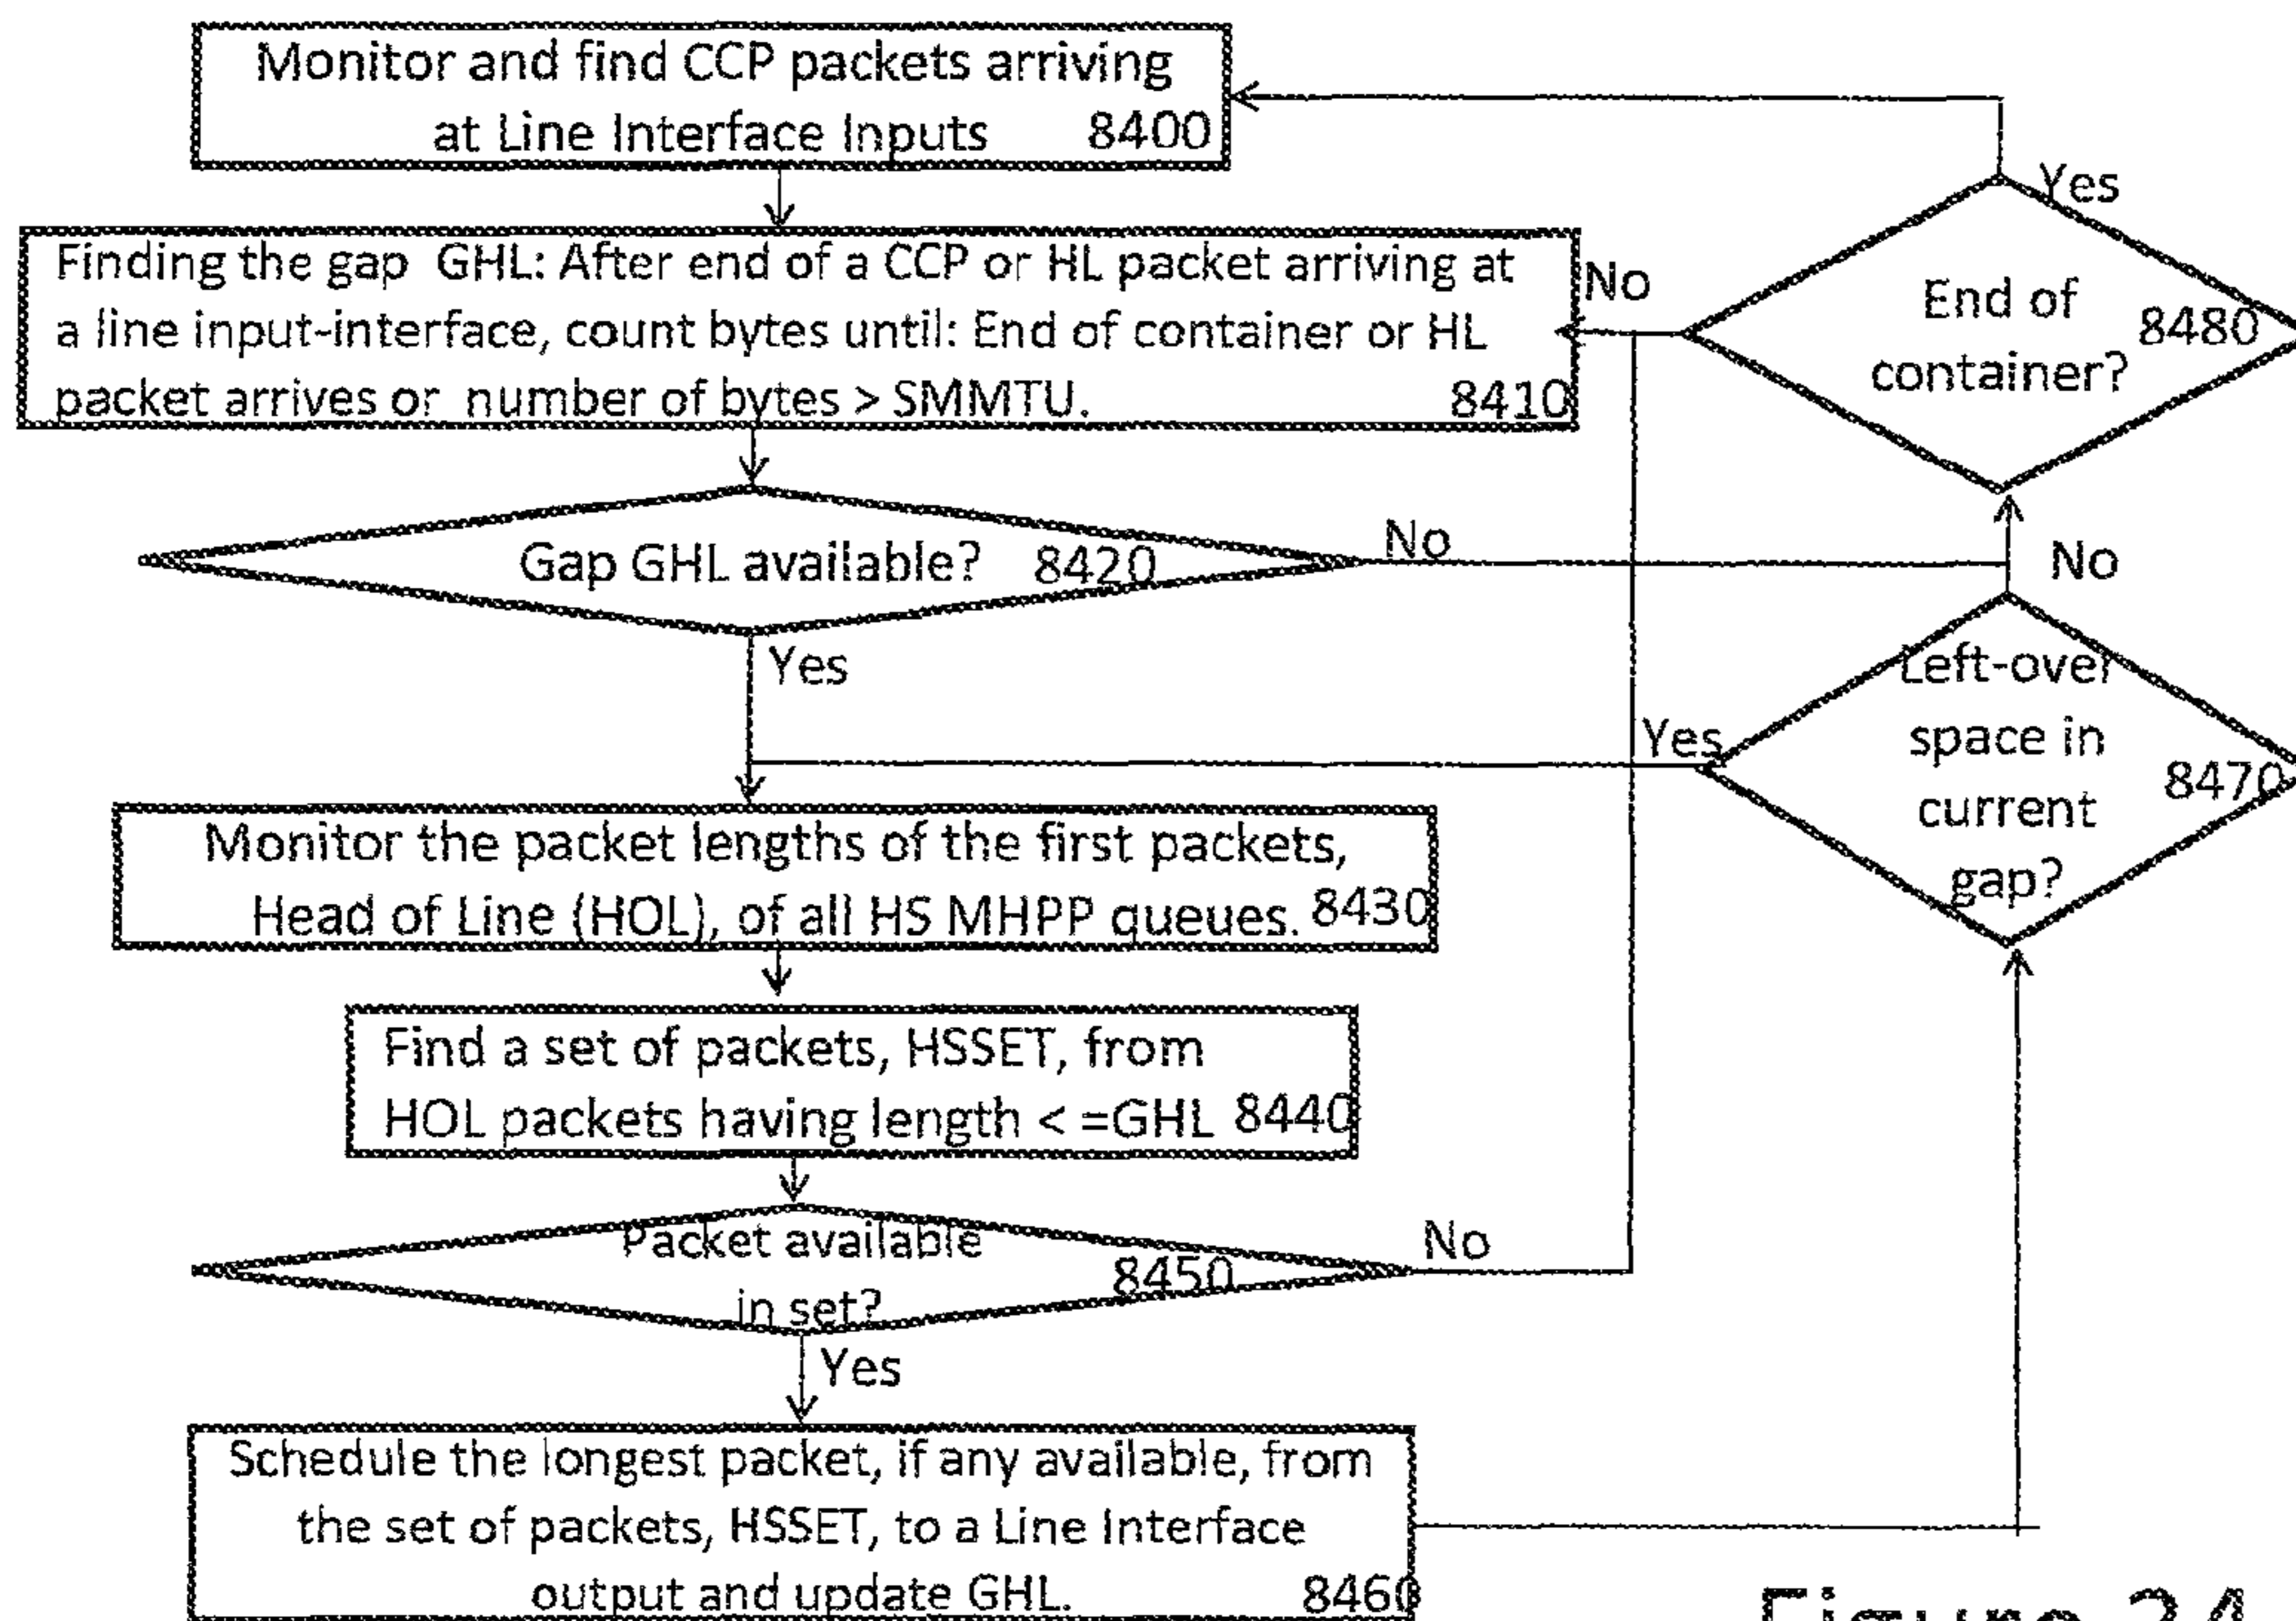 Monitor and find CCP packets arriving
at Line Interface Inputs 8400
Yes
Finding the gap GHL: After end of a CCP or HL packet arriving at
a line input-interface, count bytes until: End of container or HL
packet arrives or number of bytes > SMMTU. 8410
No
End of
container? 8480
Gap GHL available? 8420
No
No
Yes
Left-over
space in
current
gap?
8470
Yes
Monitor the packet lengths of the first packets,
Head of Line (HOL), of all HS MHPP queues. 8430
Find a set of packets, HSSET, from
HOL packets having length < =GHL 8440
Packet available
in set?
8450
No
Yes
Schedule the longest packet, if any available, from
the set of packets, HSSET, to a Line Interface
output and update GHL. 8460
Figure 24